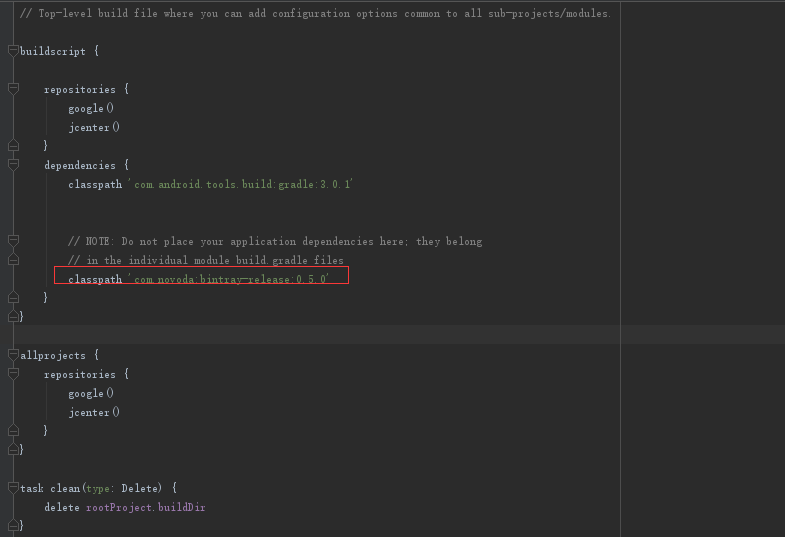 // Top-level build file where you can add configuration options common to all sub-projects/modules.
buildscript {
repositories {
google()
jcenter()
}
dependencies {
classpath 'com.android.tools.build:gradle:3.0.1'
// NOTE: Do not place your application dependencies here; they belong
// in the individual module build.gradle files
classpath 'com.novoda:bintray-release:0.5.0'
}
}
allprojects {
repositories {
google()
jcenter()
}
}
task clean(type: Delete) {
delete rootProject.buildDir
}